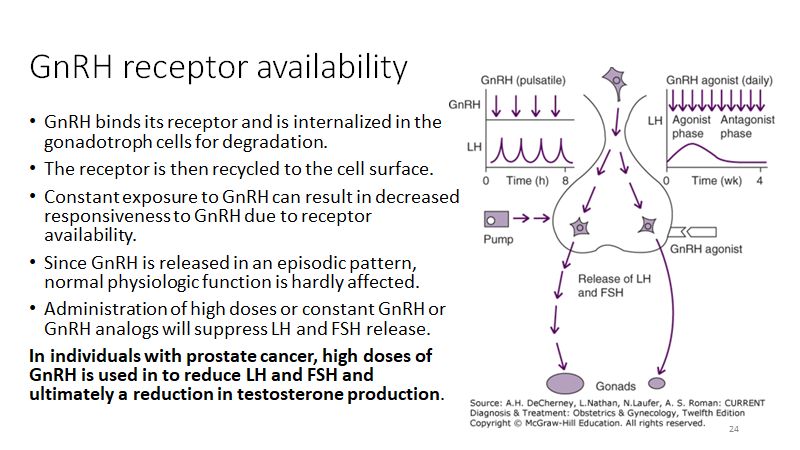 GnRH receptor availability
• GnRH binds its receptor and is internalized in the
gonadotroph cells for degradation.
• The receptor is then recycled to the cell surface.
• Constant exposure to GnRH can result in decreased
responsiveness to GnRH due to receptor
availability.
• Since GnRH is released in an episodic pattern,
normal physiologic function is hardly affected.
• Administration of high doses or constant GnRH or
GnRH analogs will suppress LH and FSH release.
In individuals with prostate cancer, high doses of
GnRH is used in to reduce LH and FSH and
ultimately a reduction in testosterone production.
GnRH (pulsatile)
GnRH
LH
0 Time (h) 8
GnRH agonist (daily)
LH
Agonist Antagonist
phase phase
0 Time (wk) 4
Pump
GnRH agonist
Release of LH
and FSH
Gonads
Source: A.H. DeCherney, L.Nathan, N.Laufer, A. S. Roman: CURRENT
Diagnosis & Treatment: Obstetrics & Gynecology, Twelfth Edition
Copyright © McGraw-Hill Education. All rights reserved.
24